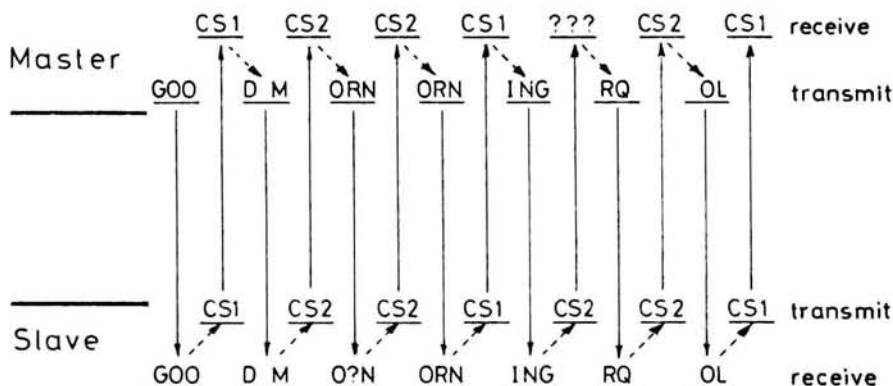 CS1 CS2 CS2 CS1 ??? CS2 CS1 receive
Master
GOO D M ORN ORN ING RQ OL transmit
CS1 CS2 CS2 CS1 CS2 CS2 CS1 transmit
Slave
GOO D M O?N ORN ING RQ OL receive